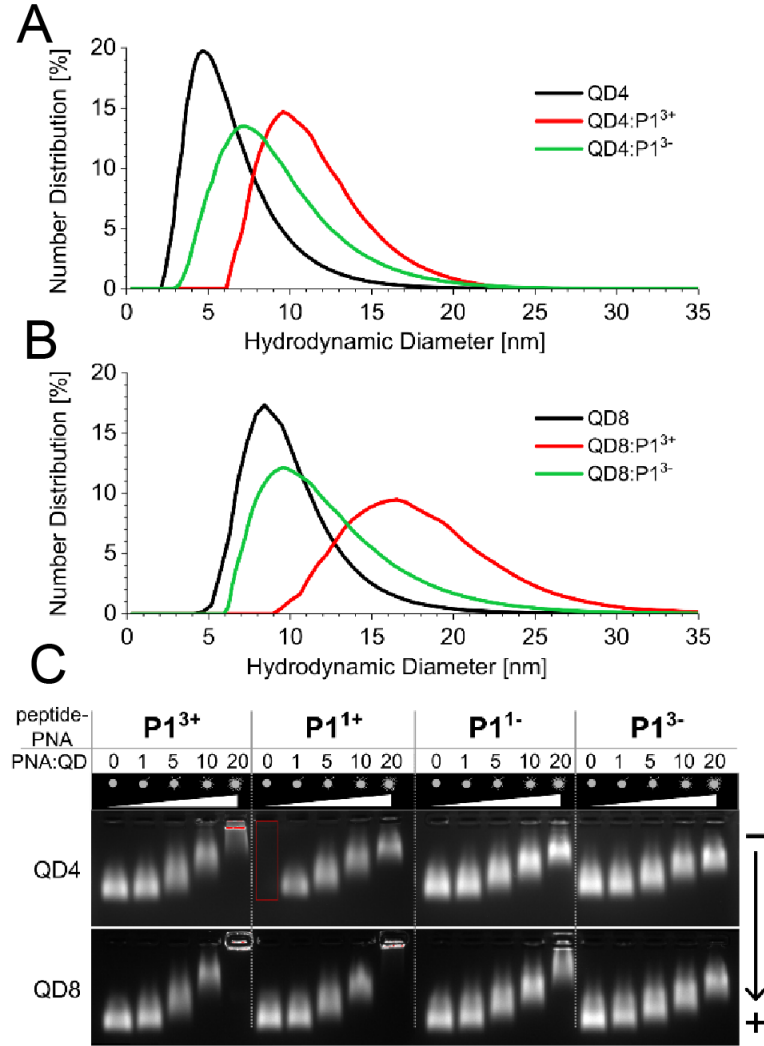 A
20
15
10
5
0
Number Distribution [%]
QD4
QD4:P1³⁺
QD4:P1³⁻
0 5 10 15 20 25 30 35
Hydrodynamic Diameter [nm]
B
20
15
10
5
0
Number Distribution [%]
QD8
QD8:P1³⁺
QD8:P1³⁻
0 5 10 15 20 25 30 35
Hydrodynamic Diameter [nm]
C
peptide-
PNA
P1³⁺ P1¹⁺ P1¹⁻ P1³⁻
PNA:QD 0 1 5 10 20 0 1 5 10 20 0 1 5 10 20 0 1 5 10 20
QD4
−
QD8
+